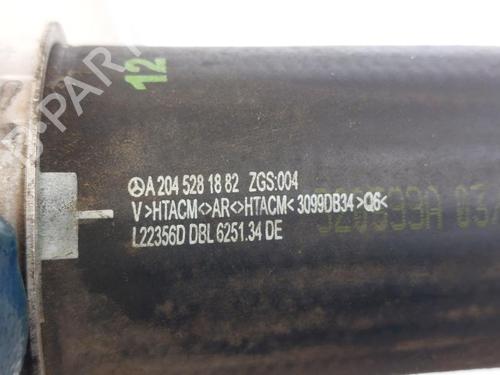 12
A 204 528 18 82 ZGS:004
V >HTACM<>AR<>HTACM< 3099DB34 >Q6<
L22356D DBL 6251.34 DE